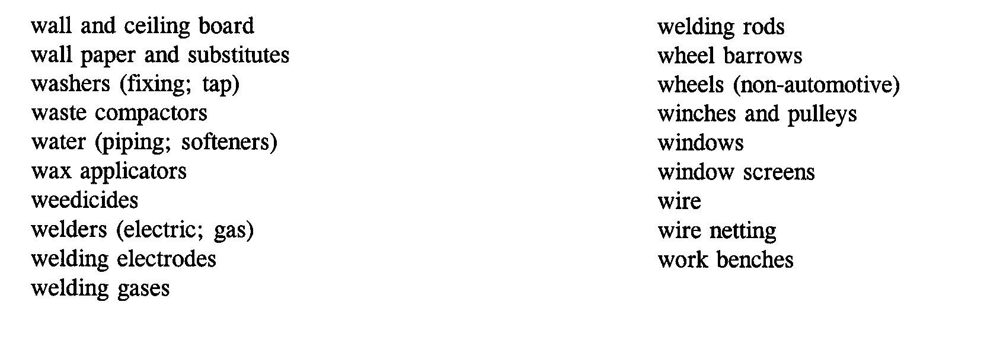 wall and ceiling board
wall paper and substitutes
washers (fixing; tap)
waste compactors
water (piping; softeners)
wax applicators
weedicides
welders (electric; gas)
welding electrodes
welding gases
welding rods
wheel barrows
wheels (non-automotive)
winches and pulleys
windows
window screens
wire
wire netting
work benches